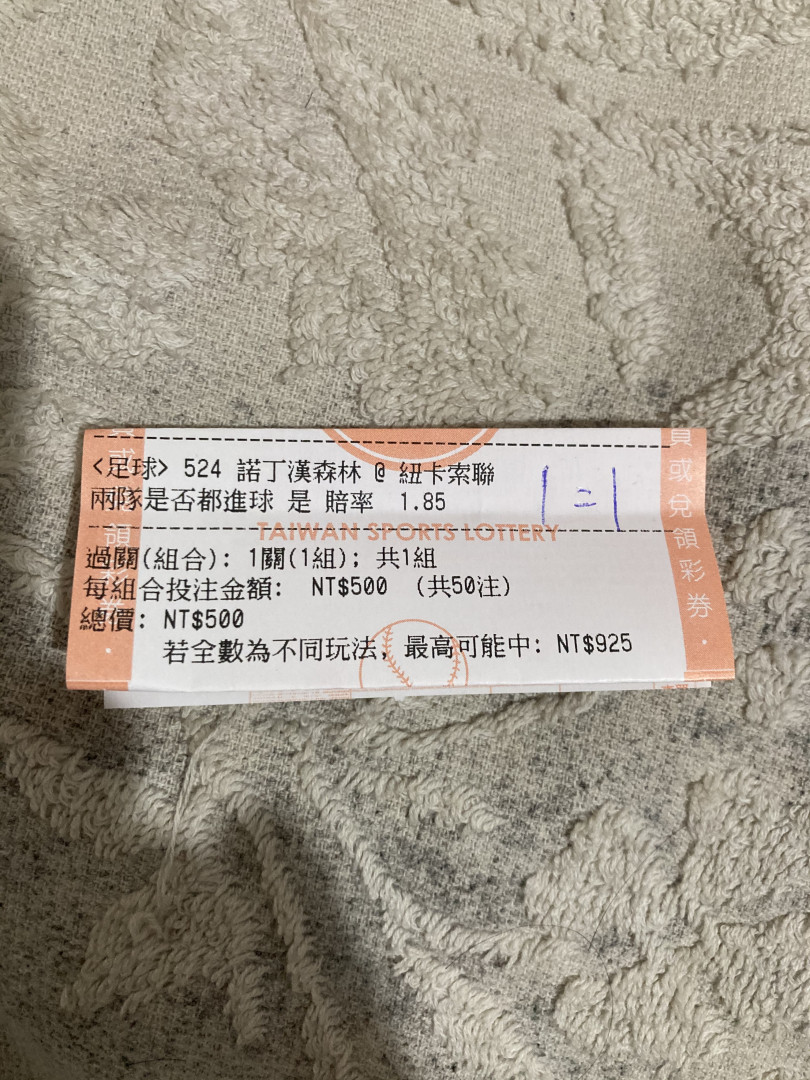 <足球> 524 諾丁漢森林 @ 紐卡索聯
兩隊是否都進球 是 賠率 1.85
1=1
TAIWAN SPORTS LOTTERY
過關(組合): 1關(1組); 共1組
每組合投注金額: NT$500 (共50注)
總價: NT$500
若全數為不同玩法, 最高可能中: NT$925
或兌領彩券.